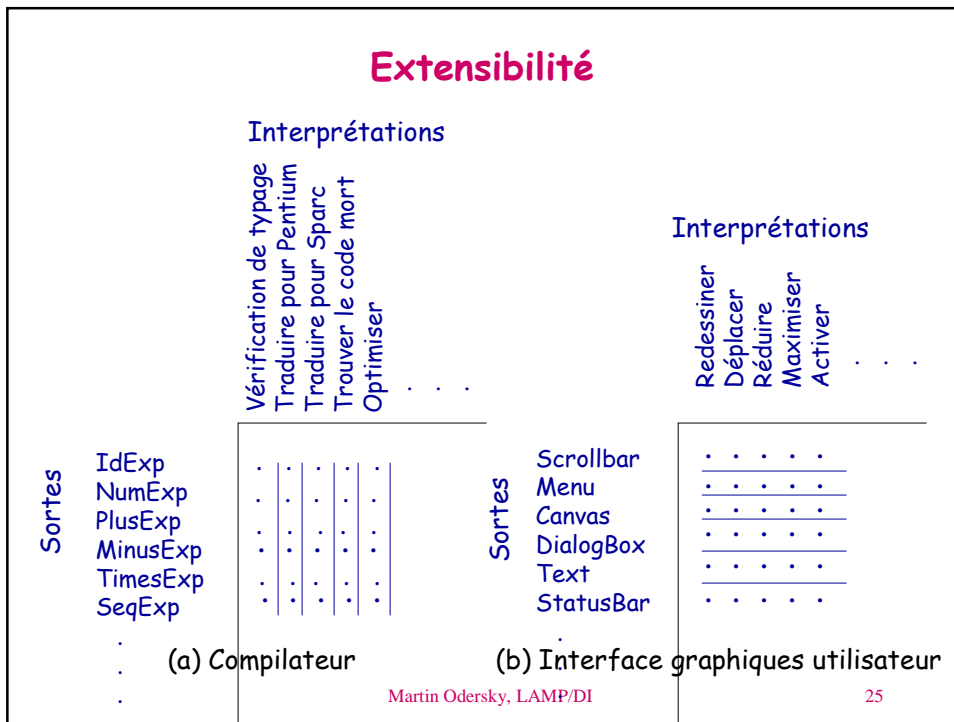 Extensibilité
Interprétations
Vérification de typage
Traduire pour Pentium
Traduire pour Sparc
Trouver le code mort
Optimiser
. . .
Sortes
IdExp
NumExp
PlusExp
MinusExp
TimesExp
SeqExp
.
.
.
(a) Compilateur
Interprétations
Redessiner
Déplacer
Réduire
Maximiser
Activer
. . .
Sortes
Scrollbar
Menu
Canvas
DialogBox
Text
StatusBar
.
.
.
(b) Interface graphiques utilisateur
Martin Odersky, LAMP/DI
25